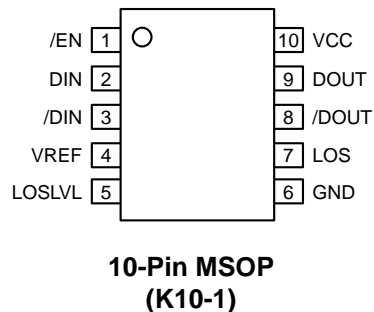 /EN 1 10 VCC
DIN 2 9 DOUT
/DIN 3 8 /DOUT
VREF 4 7 LOS
LOSLVL 5 6 GND
10-Pin MSOP
(K10-1)